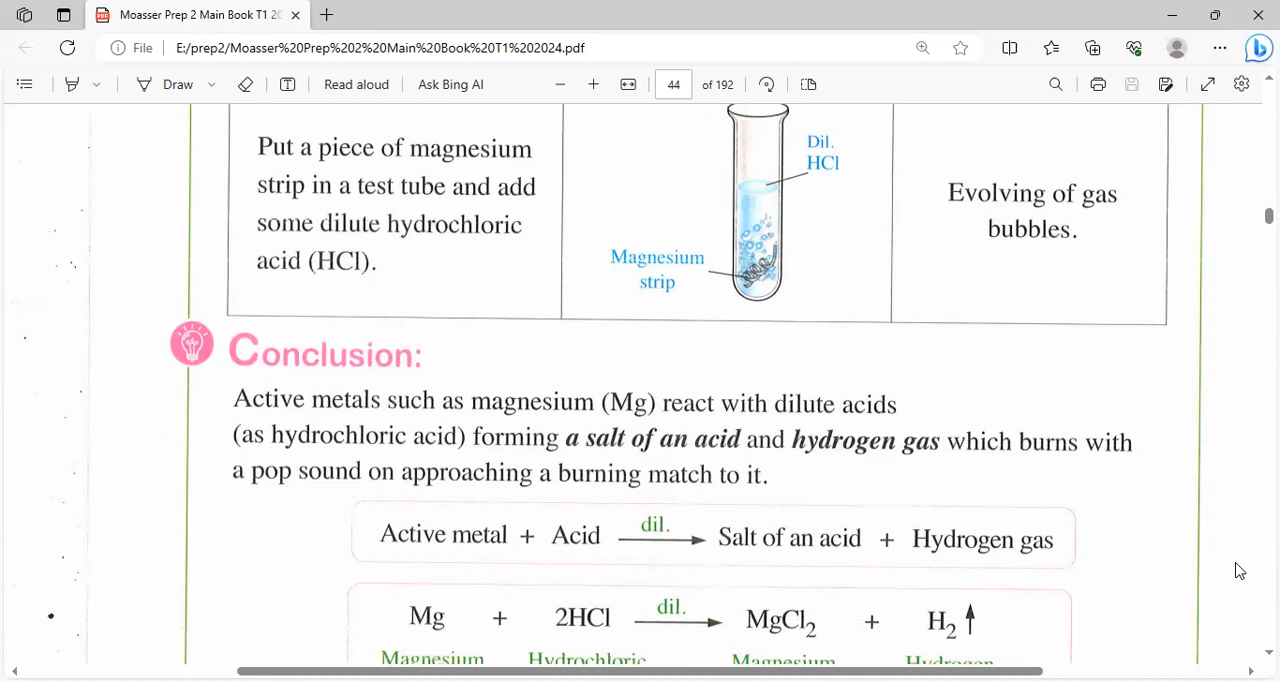 Moasser Prep 2 Main Book T1 20
File
E:/prep2/Moasser%20Prep%202%20Main%20Book%20T1%202024.pdf
Draw
Read aloud
Ask Bing AI
44
of 192
Put a piece of magnesium
strip in a test tube and add
some dilute hydrochloric
acid (HCl).
Dil.
HCl
Magnesium
strip
Evolving of gas
bubbles.
Conclusion:
Active metals such as magnesium (Mg) react with dilute acids
(as hydrochloric acid) forming a salt of an acid and hydrogen gas which burns with
a pop sound on approaching a burning match to it.
Active metal + Acid dil. → Salt of an acid + Hydrogen gas
Mg + 2HCl dil. → MgCl₂ + H₂ ↑
Magnesium Hydrochloric Magnesium Hydrogen